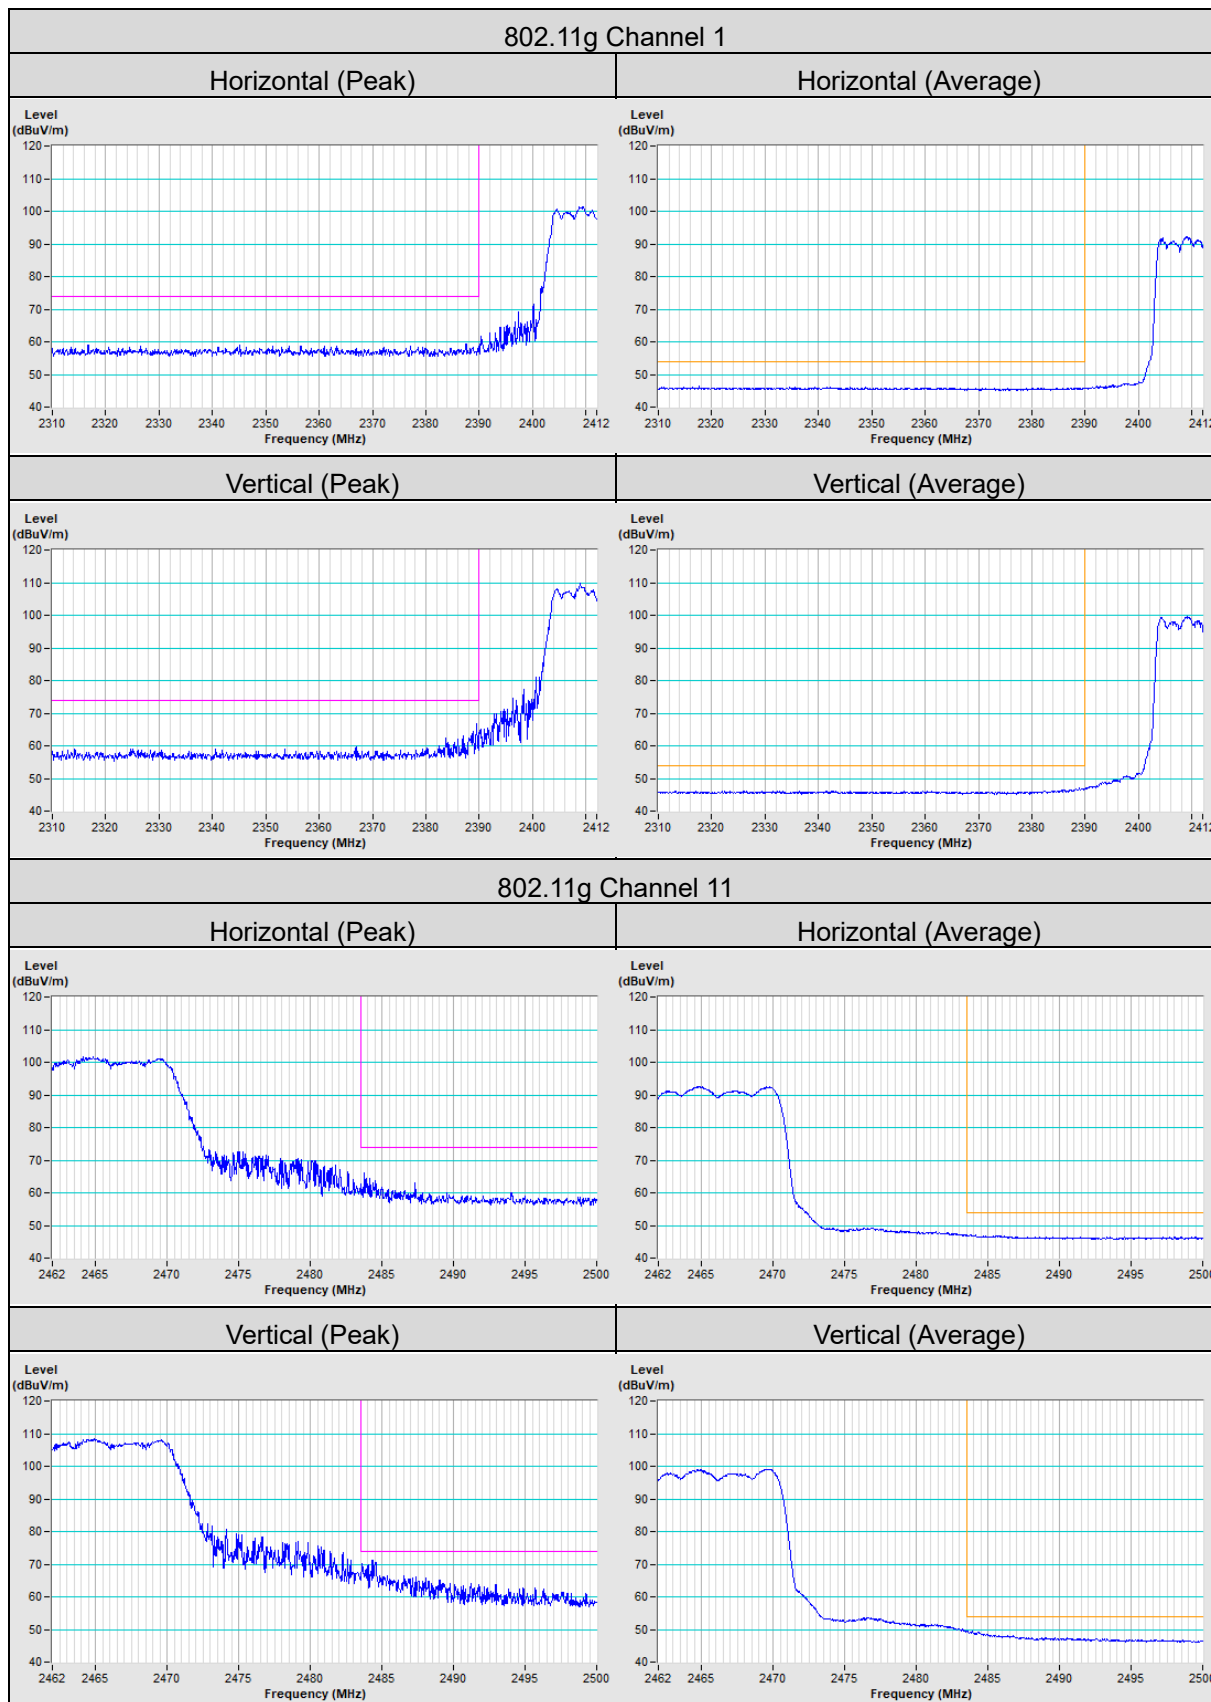 802.11g Channel 1
Horizontal (Peak)
Horizontal (Average)
Level
(dBuV/m)
120
110
100
90
80
70
60
50
40
2310 2320 2330 2340 2350 2360 2370 2380 2390 2400 2412
Frequency (MHz)
Level
(dBuV/m)
120
110
100
90
80
70
60
50
40
2310 2320 2330 2340 2350 2360 2370 2380 2390 2400 2412
Frequency (MHz)
Vertical (Peak)
Vertical (Average)
Level
(dBuV/m)
120
110
100
90
80
70
60
50
40
2310 2320 2330 2340 2350 2360 2370 2380 2390 2400 2412
Frequency (MHz)
Level
(dBuV/m)
120
110
100
90
80
70
60
50
40
2310 2320 2330 2340 2350 2360 2370 2380 2390 2400 2412
Frequency (MHz)
802.11g Channel 11
Horizontal (Peak)
Horizontal (Average)
Level
(dBuV/m)
120
110
100
90
80
70
60
50
40
2462 2465 2470 2475 2480 2485 2490 2495 2500
Frequency (MHz)
Level
(dBuV/m)
120
110
100
90
80
70
60
50
40
2462 2465 2470 2475 2480 2485 2490 2495 2500
Frequency (MHz)
Vertical (Peak)
Vertical (Average)
Level
(dBuV/m)
120
110
100
90
80
70
60
50
40
2462 2465 2470 2475 2480 2485 2490 2495 2500
Frequency (MHz)
Level
(dBuV/m)
120
110
100
90
80
70
60
50
40
2462 2465 2470 2475 2480 2485 2490 2495 2500
Frequency (MHz)